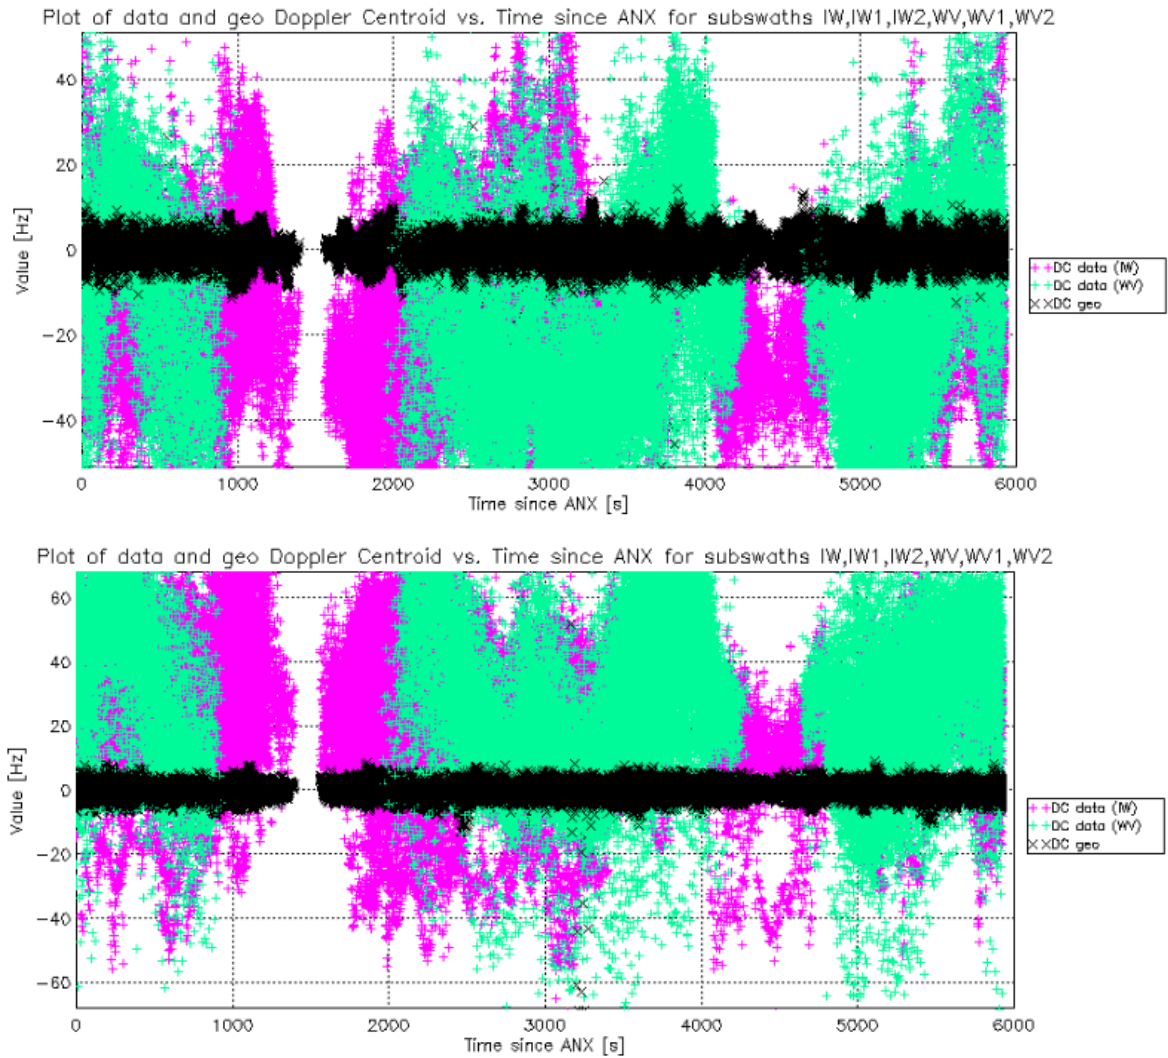 Plot of data and geo Doppler Centroid vs. Time since ANX for subswaths IW,IW1,IW2,WV,WV1,WV2
40
20
0
−20
−40
Value [Hz]
0 1000 2000 3000 4000 5000 6000
Time since ANX [s]
++DC data (IW)
++DC data (WV)
××DC geo
Plot of data and geo Doppler Centroid vs. Time since ANX for subswaths IW,IW1,IW2,WV,WV1,WV2
60
40
20
0
−20
−40
−60
Value [Hz]
0 1000 2000 3000 4000 5000 6000
Time since ANX [s]
++DC data (IW)
++DC data (WV)
××DC geo